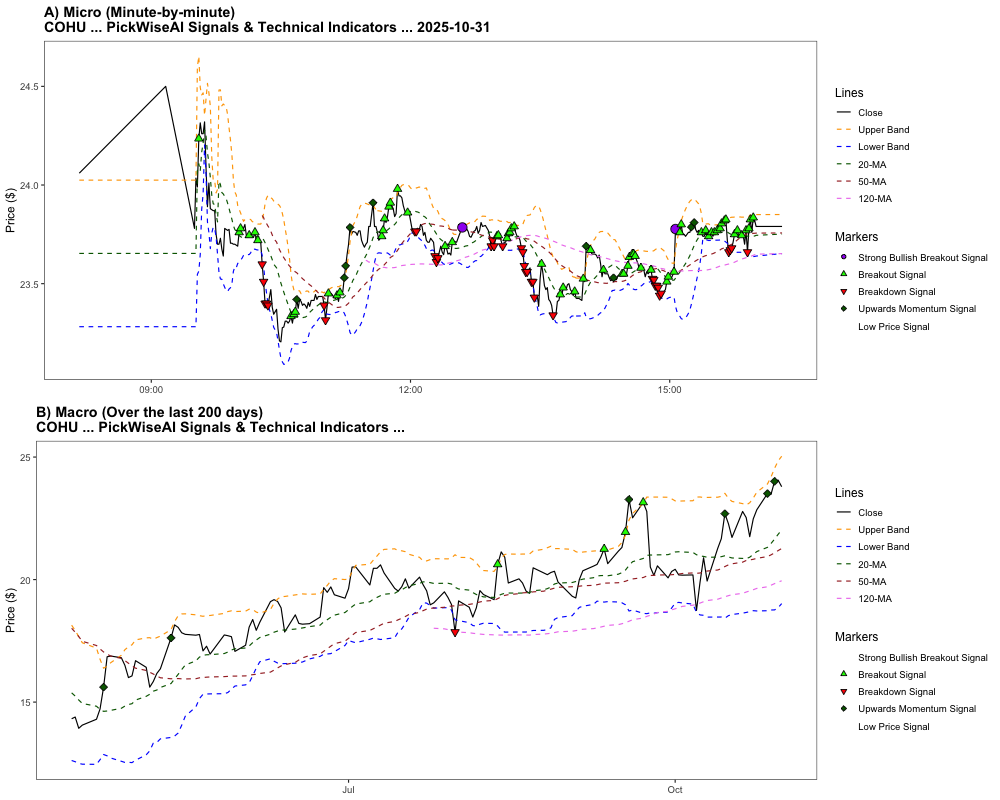 A) Micro (Minute-by-minute)
COHU ... PickWiseAI Signals & Technical Indicators ... 2025-10-31
Price ($)
24.5
24.0
23.5
09:00
12:00
15:00
Lines
Close
Upper Band
Lower Band
20-MA
50-MA
120-MA
Markers
Strong Bullish Breakout Signal
Breakout Signal
Breakdown Signal
Upwards Momentum Signal
Low Price Signal
B) Macro (Over the last 200 days)
COHU ... PickWiseAI Signals & Technical Indicators ...
Price ($)
25
20
15
Jul
Oct
Lines
Close
Upper Band
Lower Band
20-MA
50-MA
120-MA
Markers
Strong Bullish Breakout Signal
Breakout Signal
Breakdown Signal
Upwards Momentum Signal
Low Price Signal